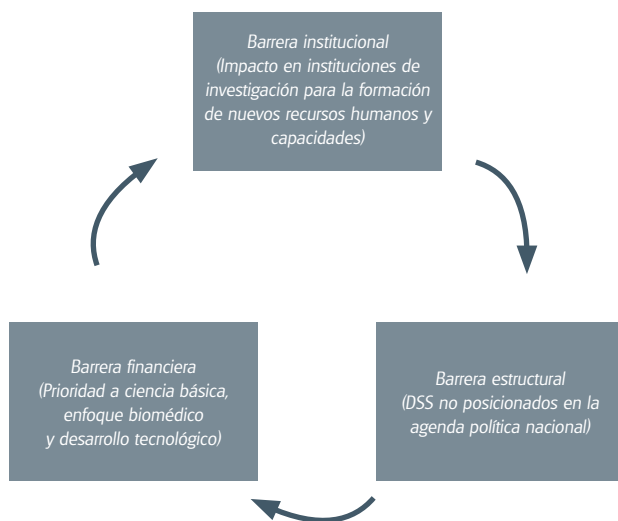 Barrera institucional
(Impacto en instituciones de
investigación para la formación
de nuevos recursos humanos y
capacidades)
Barrera financiera
(Prioridad a ciencia básica,
enfoque biomédico
y desarrollo tecnológico)
Barrera estructural
(DSS no posicionados en la
agenda política nacional)